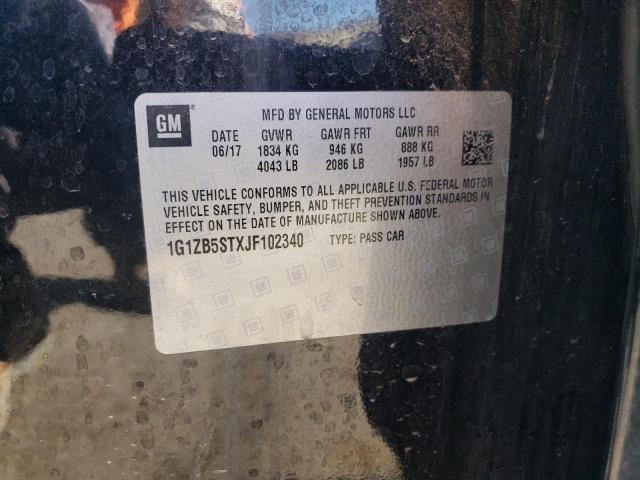 GM
MFD BY GENERAL MOTORS LLC
DATE GVWR GAWR FRT GAWR RR
06/17 1834 KG 946 KG 888 KG
4043 LB 2086 LB 1957 LB
THIS VEHICLE CONFORMS TO ALL APPLICABLE U.S. FEDERAL MOTOR
VEHICLE SAFETY, BUMPER, AND THEFT PREVENTION STANDARDS IN
EFFECT ON THE DATE OF MANUFACTURE SHOWN ABOVE.
1G1ZB5STXJF102340 TYPE: PASS CAR